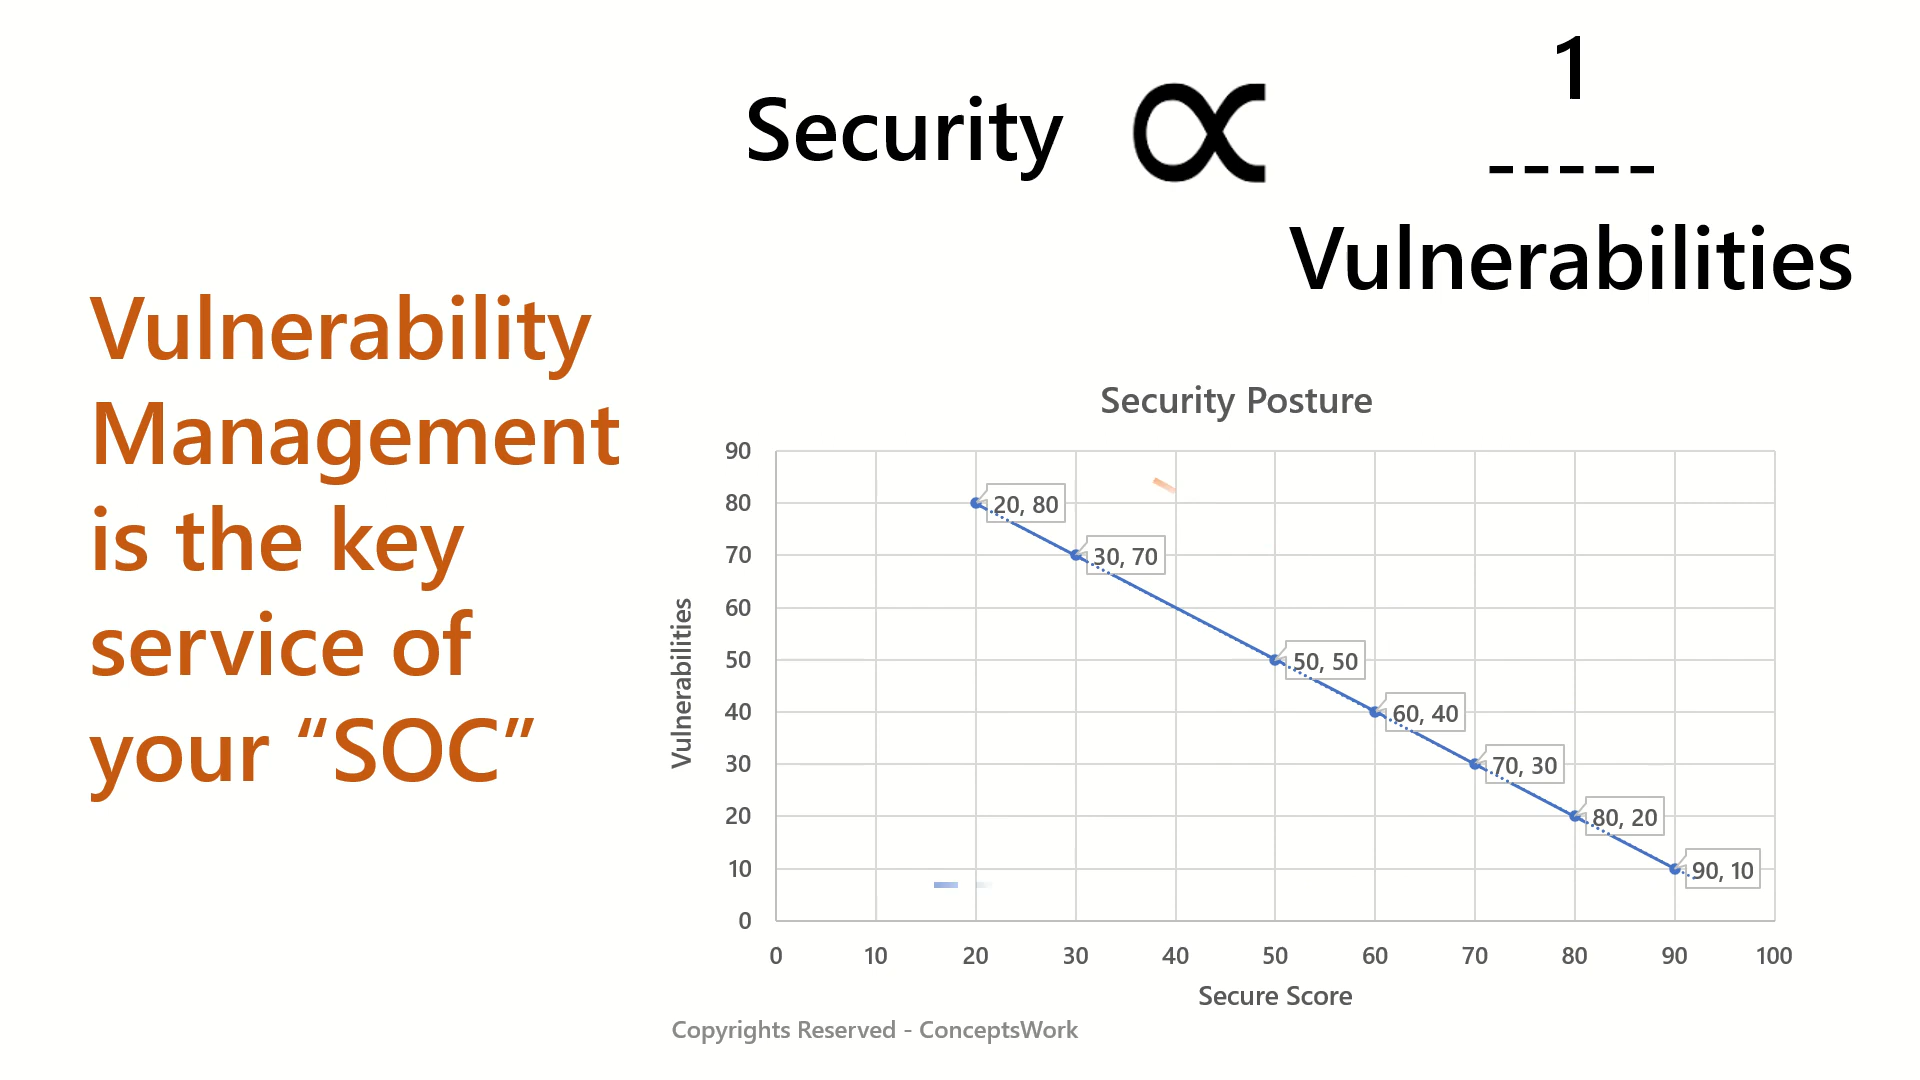 1
Security ∝ -----
Vulnerabilities
Vulnerability
Management
is the key
service of
your “SOC”
Security Posture
90
80
70
60
50
40
30
20
10
0
Vulnerabilities
20, 80
30, 70
50, 50
60, 40
70, 30
80, 20
90, 10
0 10 20 30 40 50 60 70 80 90 100
Secure Score
Copyrights Reserved - ConceptsWork